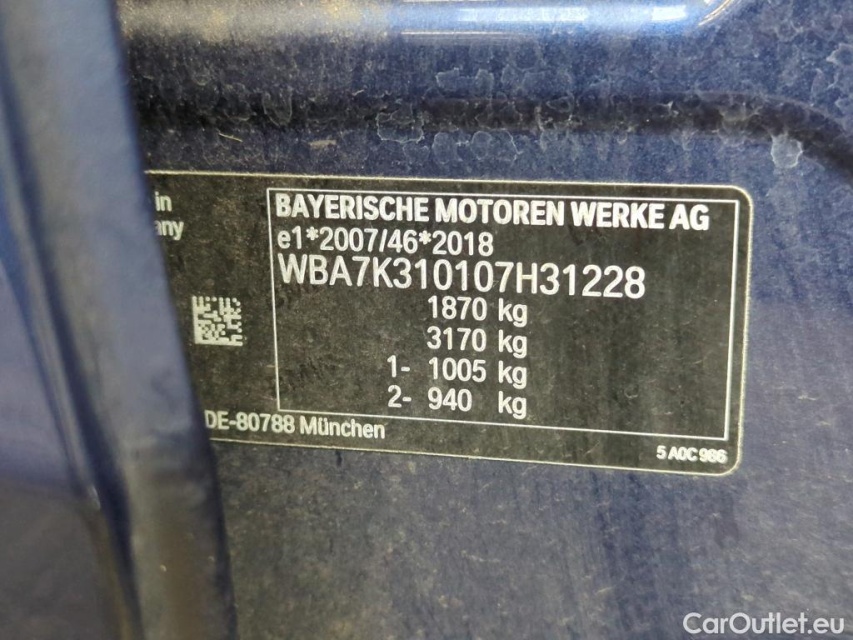 in
any
BAYERISCHE MOTOREN WERKE AG
e1*2007/46*2018
WBA7K310107H31228
1870 kg
3170 kg
1- 1005 kg
2- 940 kg
DE-80788 München
5 A0C 986
CarOutlet.eu